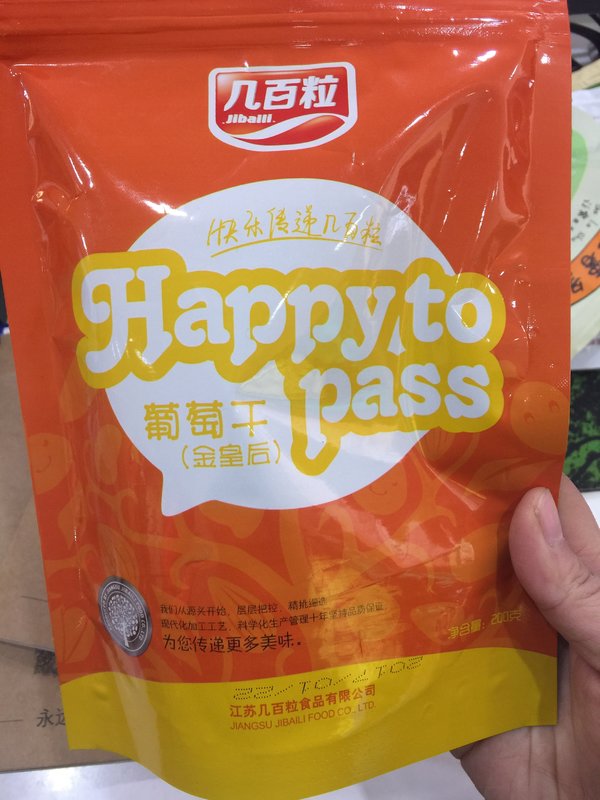 几百粒
Jibaili
快乐传递几百粒
Happy to
pass
葡萄干
(金皇后)
我们从源头开始，层层把控，精挑细选
现代化加工工艺，科学化生产管理十年坚持品质保证
为您传递更多美味。
净含量：200克
江苏几百粒食品有限公司
JIANGSU JIBAILI FOOD CO., LTD.
永远